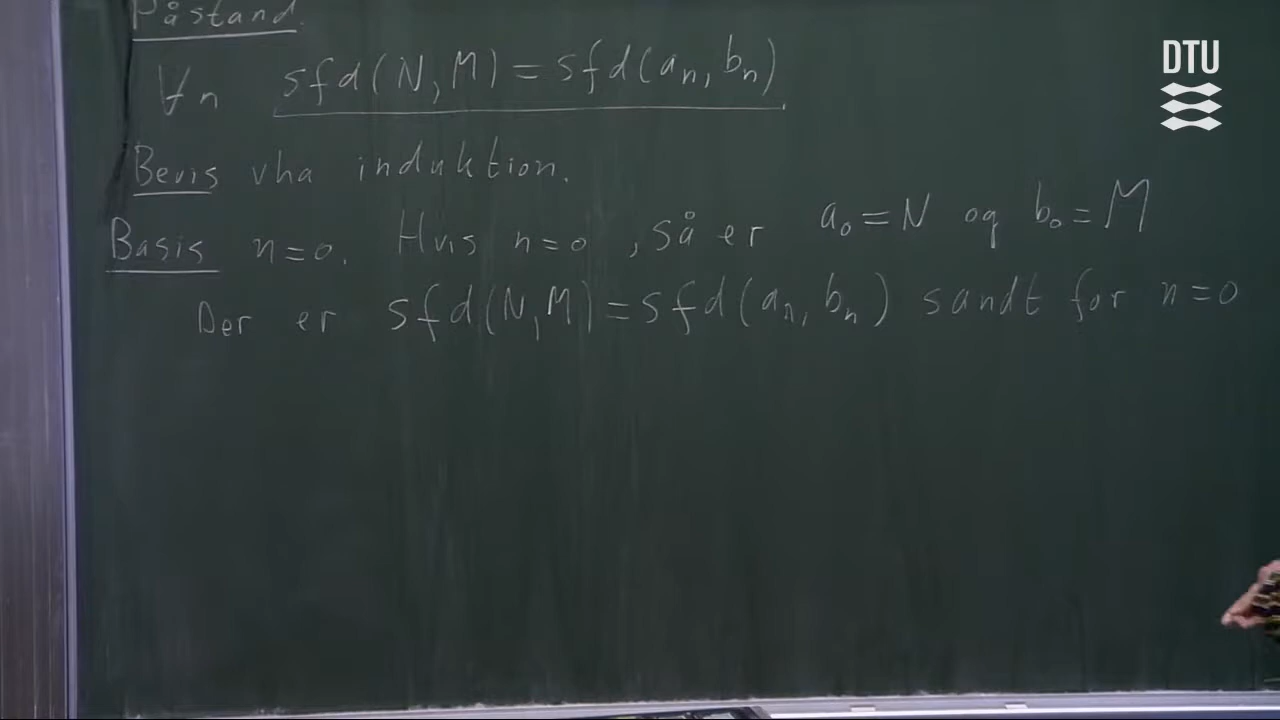 Påstand.
∀n sfd(N,M) = sfd(aₙ,bₙ)
Bevis vha induktion.
Basis n=0. Hvis n=0, så er a₀=N og b₀=M
Der er sfd(N,M) = sfd(aₙ,bₙ) sandt for n=0
DTU